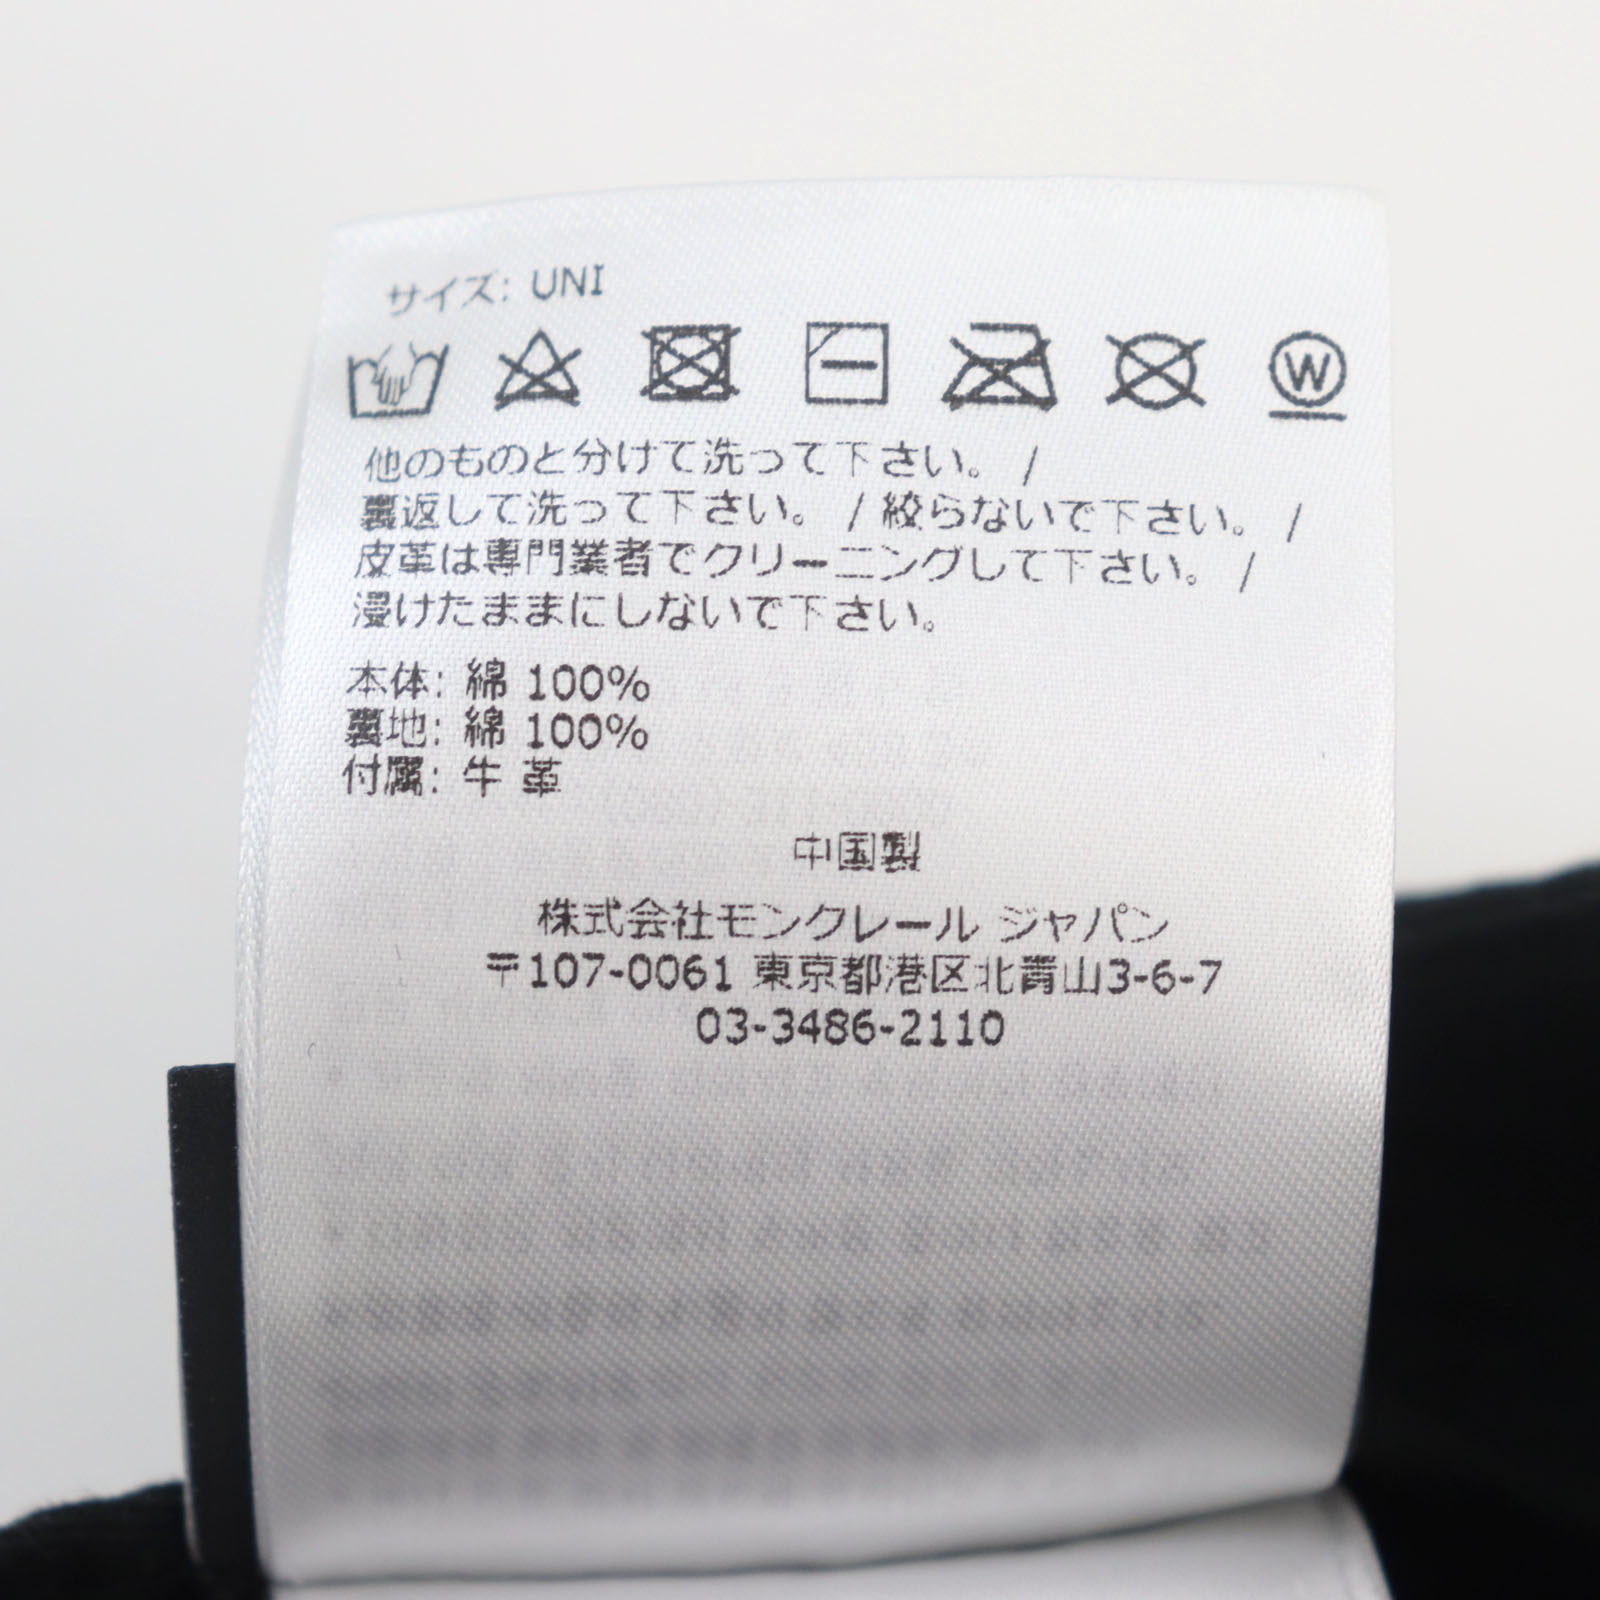 サイズ: UNI
W
他のものと分けて洗って下さい。 /
裏返して洗って下さい。 / 絞らないで下さい。 /
皮革は専門業者でクリーニングして下さい。 /
浸けたままにしないで下さい。
本体: 綿 100%
裏地: 綿 100%
付属: 牛 革
中国製
株式会社モンクレール ジャパン
〒107-0061 東京都港区北青山3-6-7
03-3486-2110